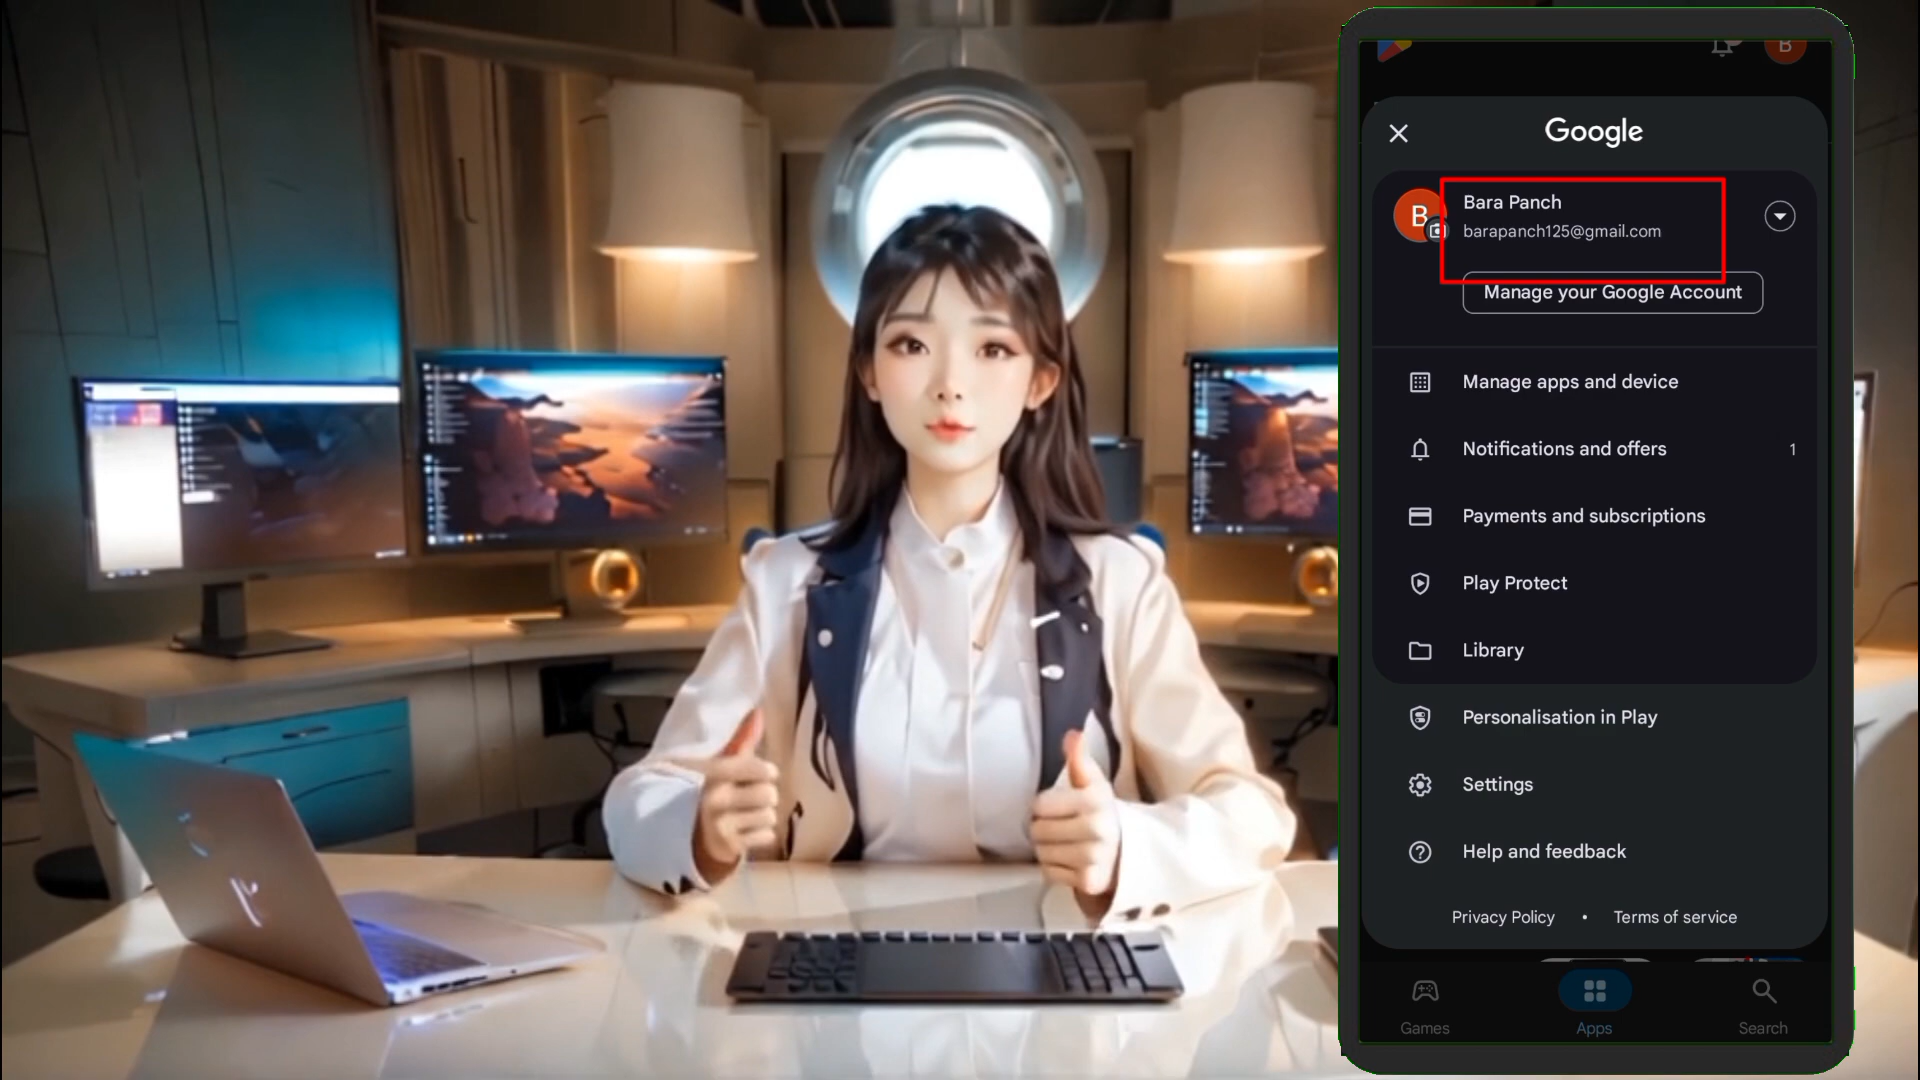 B
Google
B
Bara Panch
barapanch125@gmail.com
Manage your Google Account
Manage apps and device
Notifications and offers 1
Payments and subscriptions
Play Protect
Library
Personalisation in Play
Settings
Help and feedback
Privacy Policy • Terms of service
Games Apps Search